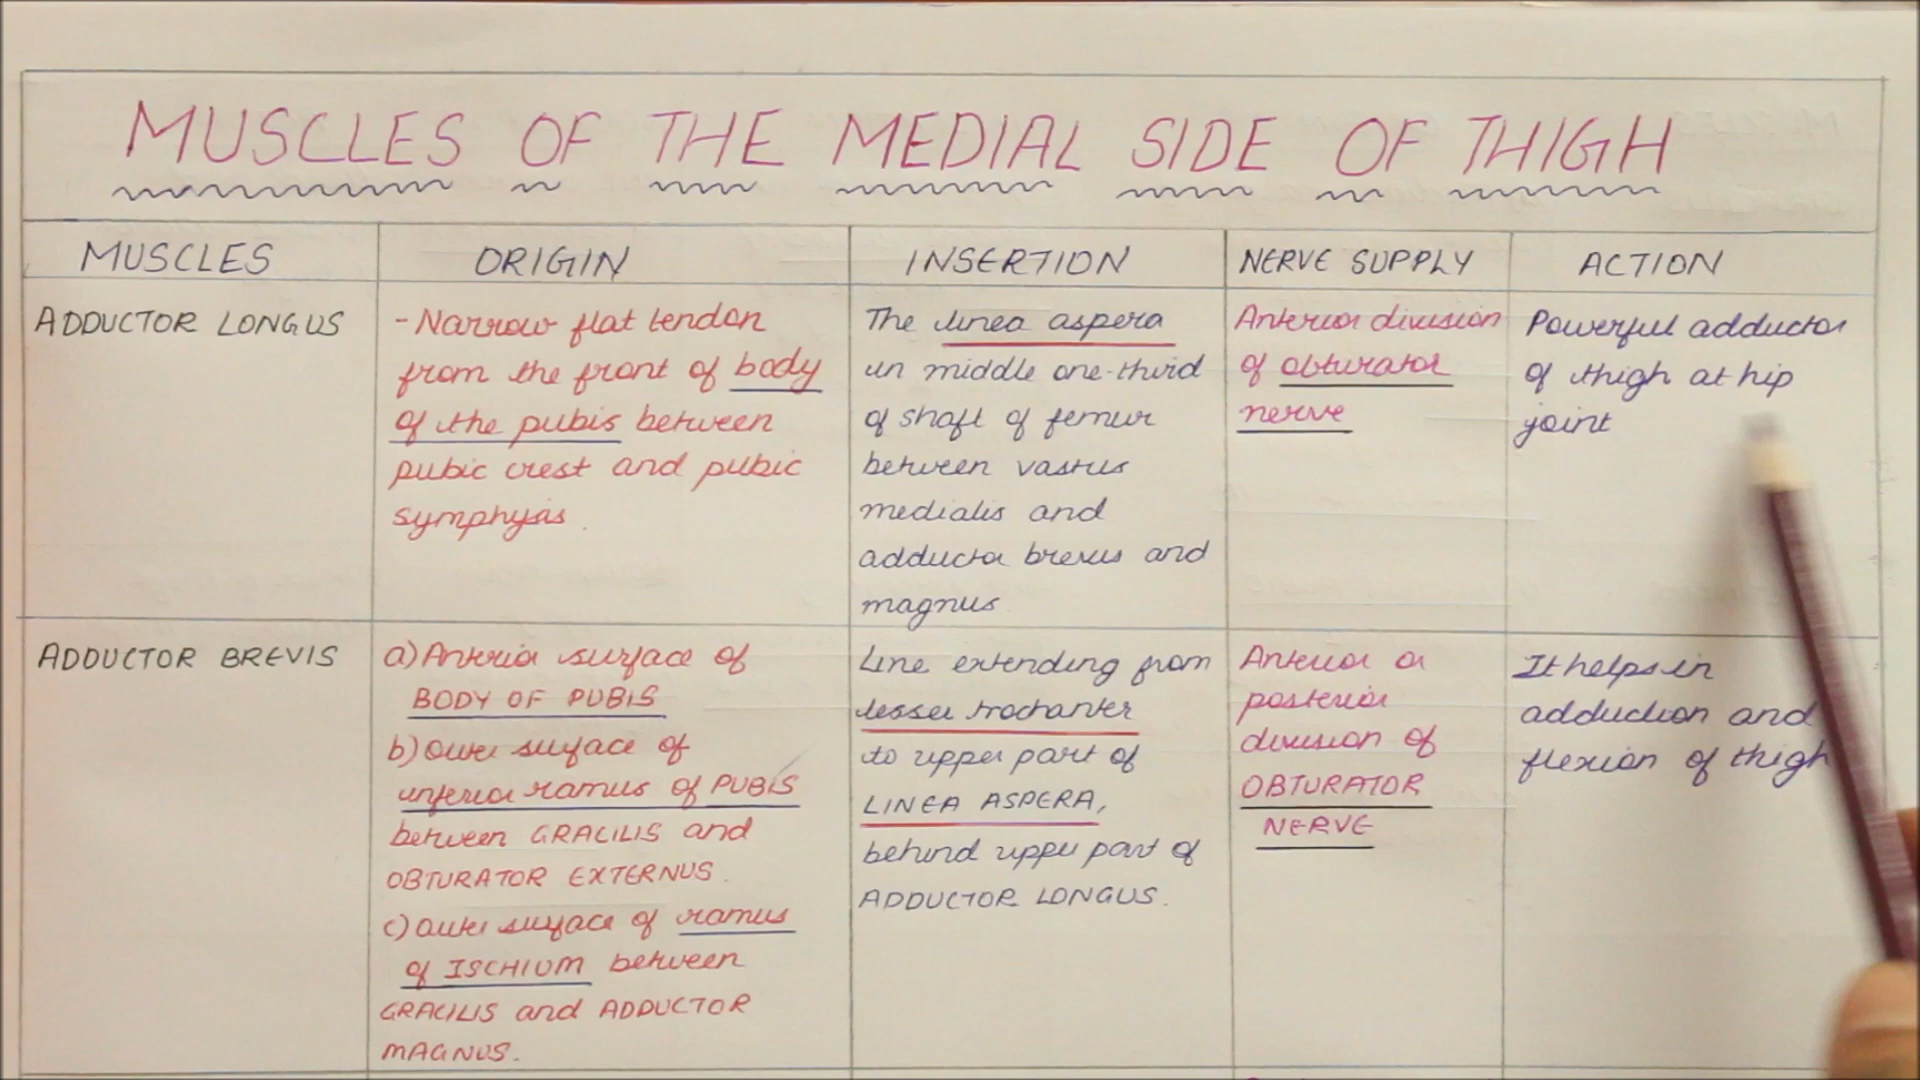 MUSCLES OF THE MEDIAL SIDE OF THIGH
MUSCLES
ORIGIN
INSERTION
NERVE SUPPLY
ACTION
ADDUCTOR LONGUS
- Narrow flat tendon
from the front of body
of the pubis between
pubic crest and pubic
symphysis.
The linea aspera
in middle one-third
of shaft of femur
between vastus
medialis and
adductor brevis and
magnus
Anterior division
of obturator
nerve
Powerful adductor
of thigh at hip
joint
ADDUCTOR BREVIS
a) Anterior surface of
BODY OF PUBIS
b) outer surface of
inferior ramus of PUBIS
between GRACILIS and
OBTURATOR EXTERNUS.
c) outer surface of ramus
of ISCHIUM between
GRACILIS and ADDUCTOR
MAGNUS.
Line extending from
lesser trochanter
to upper part of
LINEA ASPERA,
behind upper part of
ADDUCTOR LONGUS.
Anterior or
posterior
division of
OBTURATOR
NERVE
It helps in
adduction and
flexion of thigh